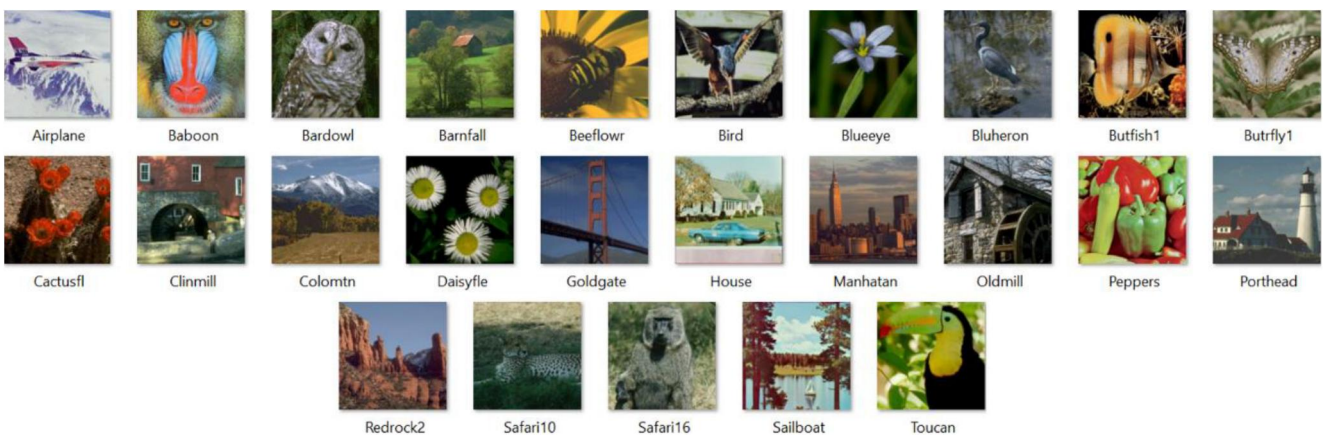 Airplane Baboon Bardowl Barnfall Beeflowr Bird Blueeye Bluheron Butfish1 Butrfly1
Cactusfl Clinmill Colomtn Daisyfle Goldgate House Manhatan Oldmill Peppers Porthead
Redrock2 Safari10 Safari16 Sailboat Toucan